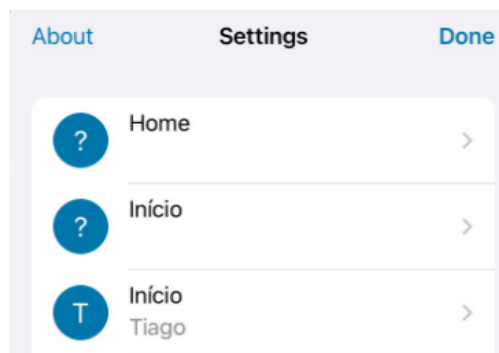 About Settings Done
? Home
? Início
T Início
Tiago